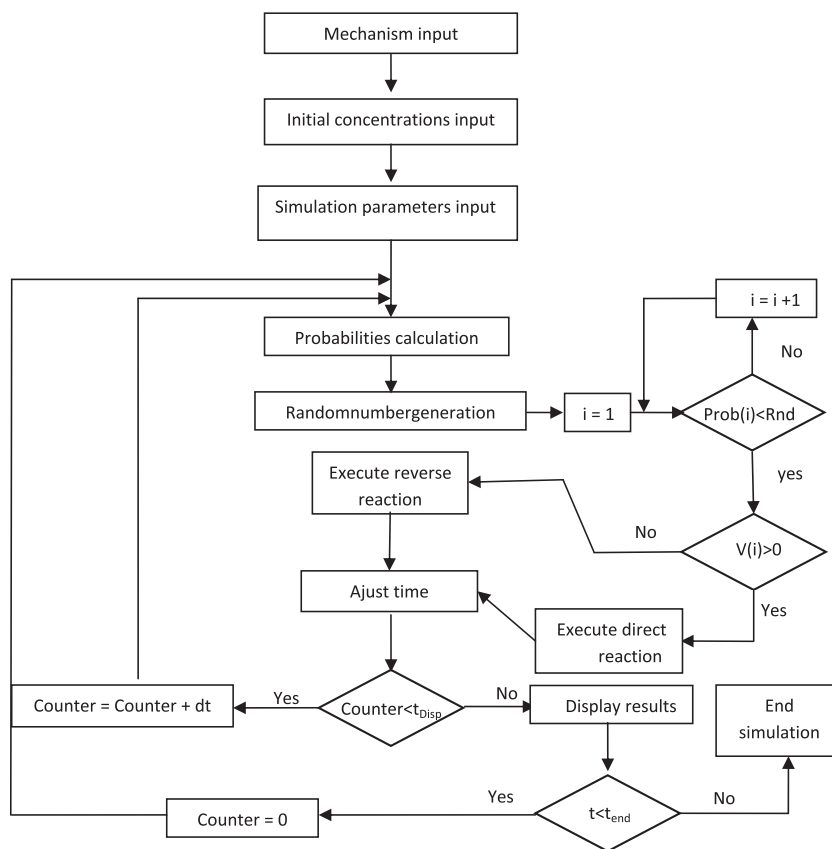 Mechanism input
Initial concentrations input
Simulation parameters input
i = i +1
Probabilities calculation
No
Randomnumbergeneration
i = 1
Prob(i)<Rnd
yes
Execute reverse
reaction
No
V(i)>0
Ajust time
Yes
Execute direct
reaction
Counter = Counter + dt
Yes
Counter<tDisp
No
Display results
End
simulation
Counter = 0
Yes
t<tend
No